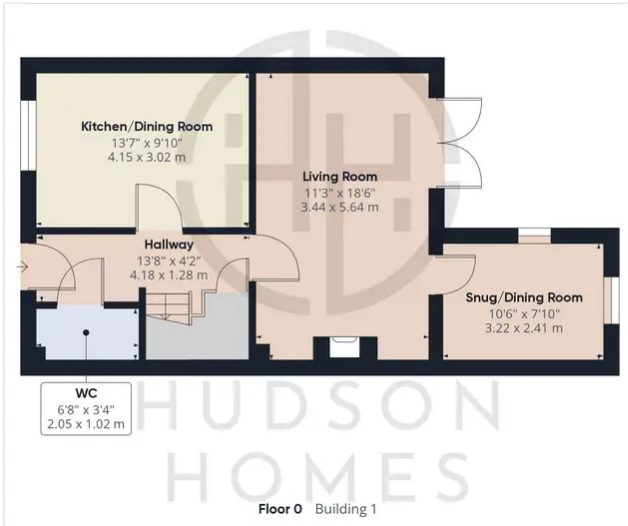 Kitchen/Dining Room
13'7" x 9'10"
4.15 x 3.02 m
Living Room
11'3" x 18'6"
3.44 x 5.64 m
Hallway
13'8" x 4'2"
4.18 x 1.28 m
Snug/Dining Room
10'6" x 7'10"
3.22 x 2.41 m
WC
6'8" x 3'4"
2.05 x 1.02 m
HUDSON
HOMES
Floor 0 Building 1